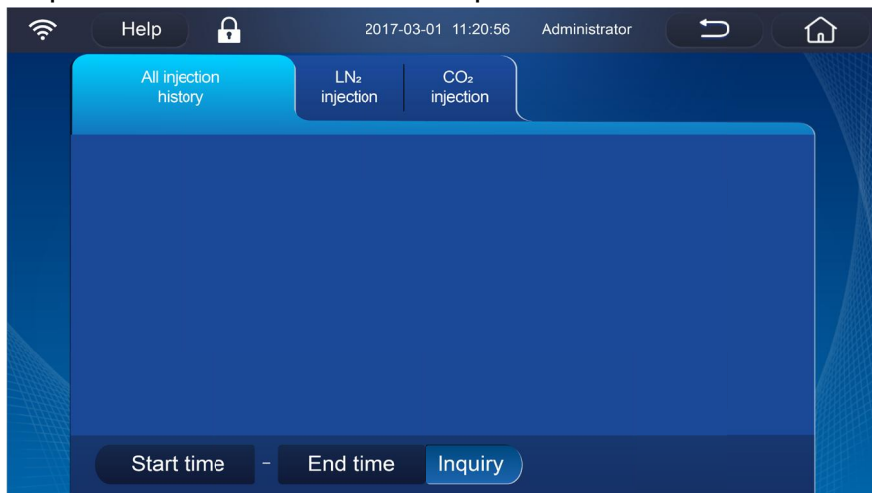 Help 2017-03-01 11:20:56 Administrator
All injection
history
LN₂
injection
CO₂
injection
Start time - End time Inquiry